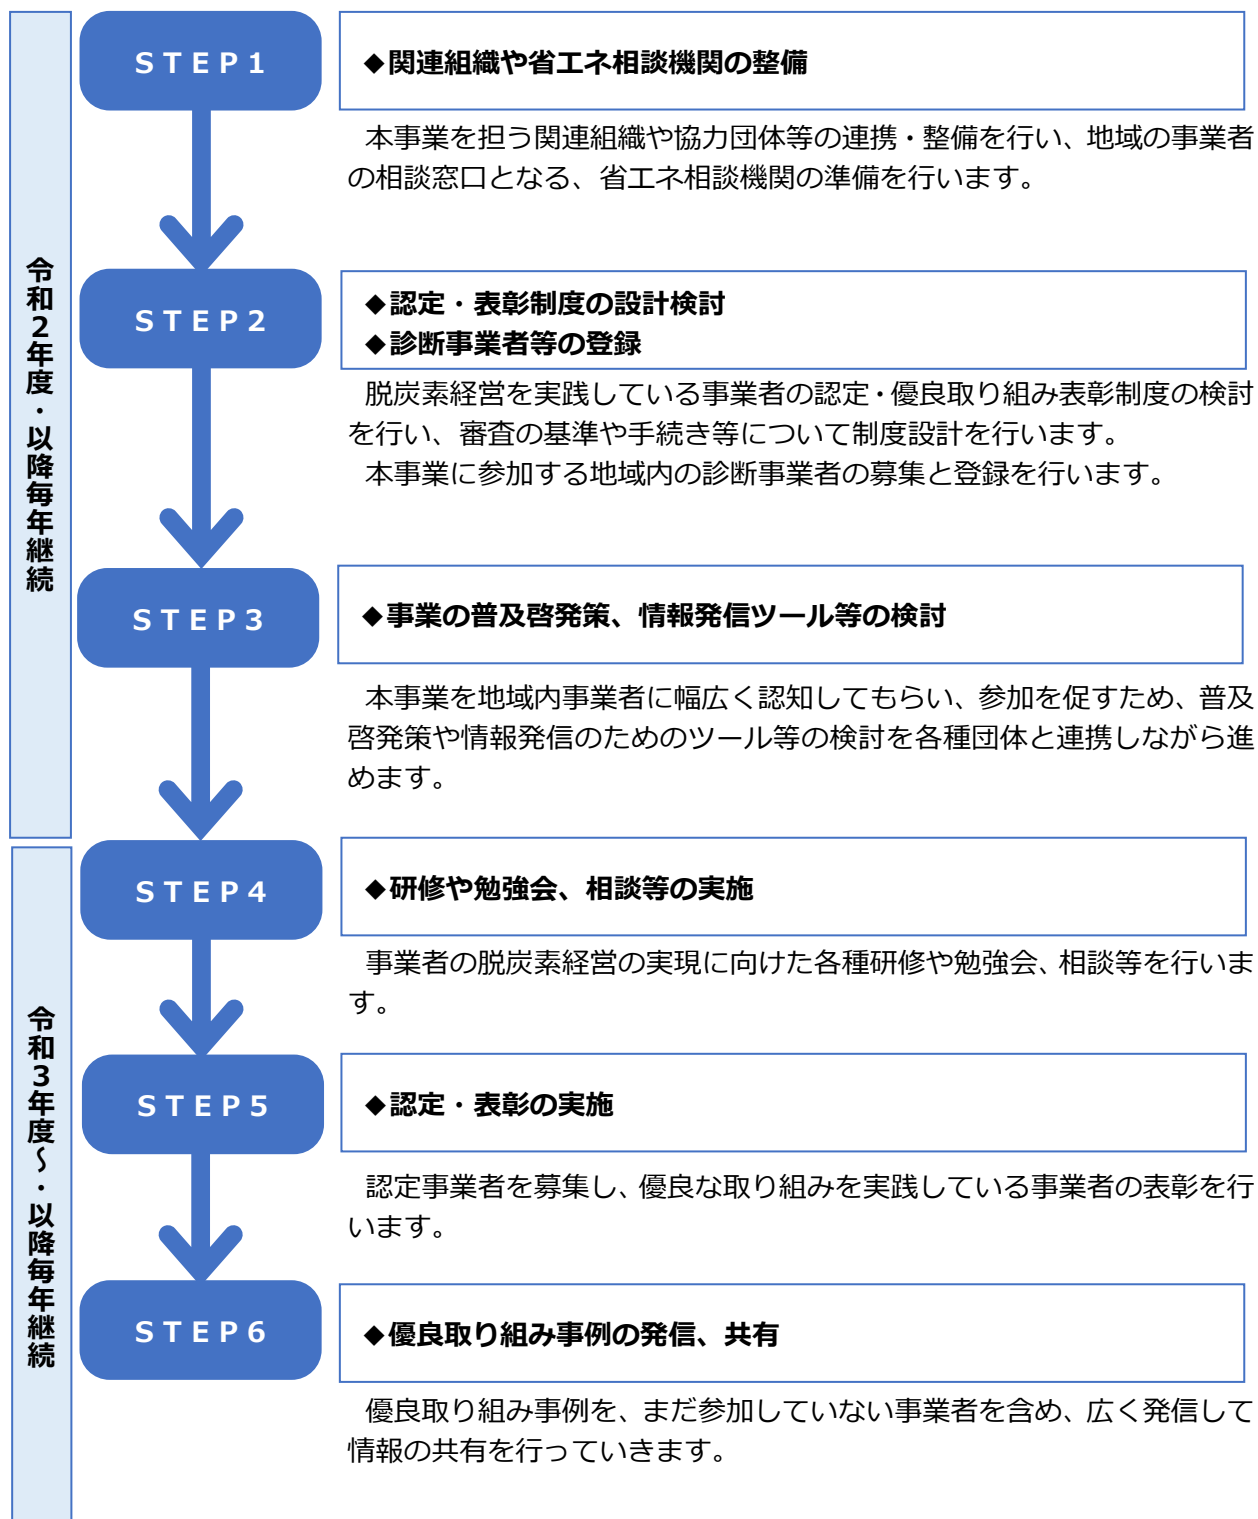 令和２年度・以降毎年継続
ＳＴＥＰ１
◆関連組織や省エネ相談機関の整備
本事業を担う関連組織や協力団体等の連携・整備を行い、地域の事業者
の相談窓口となる、省エネ相談機関の準備を行います。
ＳＴＥＰ２
◆認定・表彰制度の設計検討
◆診断事業者等の登録
脱炭素経営を実践している事業者の認定・優良取り組み表彰制度の検討
を行い、審査の基準や手続き等について制度設計を行います。
本事業に参加する地域内の診断事業者の募集と登録を行います。
ＳＴＥＰ３
◆事業の普及啓発策、情報発信ツール等の検討
本事業を地域内事業者に幅広く認知してもらい、参加を促すため、普及
啓発策や情報発信のためのツール等の検討を各種団体と連携しながら進
めます。
令和３年度～・以降毎年継続
ＳＴＥＰ４
◆研修や勉強会、相談等の実施
事業者の脱炭素経営の実現に向けた各種研修や勉強会、相談等を行いま
す。
ＳＴＥＰ５
◆認定・表彰の実施
認定事業者を募集し、優良な取り組みを実践している事業者の表彰を行
います。
ＳＴＥＰ６
◆優良取り組み事例の発信、共有
優良取り組み事例を、まだ参加していない事業者を含め、広く発信して
情報の共有を行っていきます。